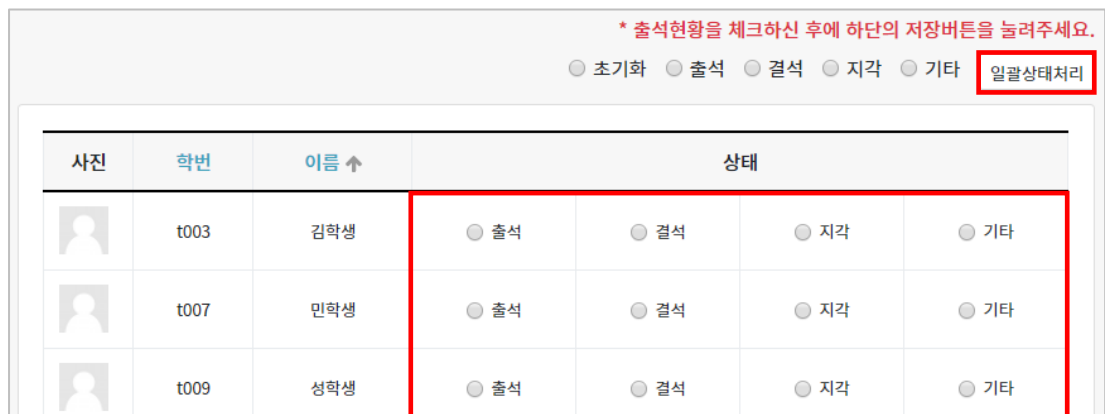 * 출석현황을 체크하신 후에 하단의 저장버튼을 눌려주세요.
초기화 출석 결석 지각 기타 일괄상태처리
사진 학번 이름 상태
t003 김학생 출석 결석 지각 기타
t007 민학생 출석 결석 지각 기타
t009 성학생 출석 결석 지각 기타